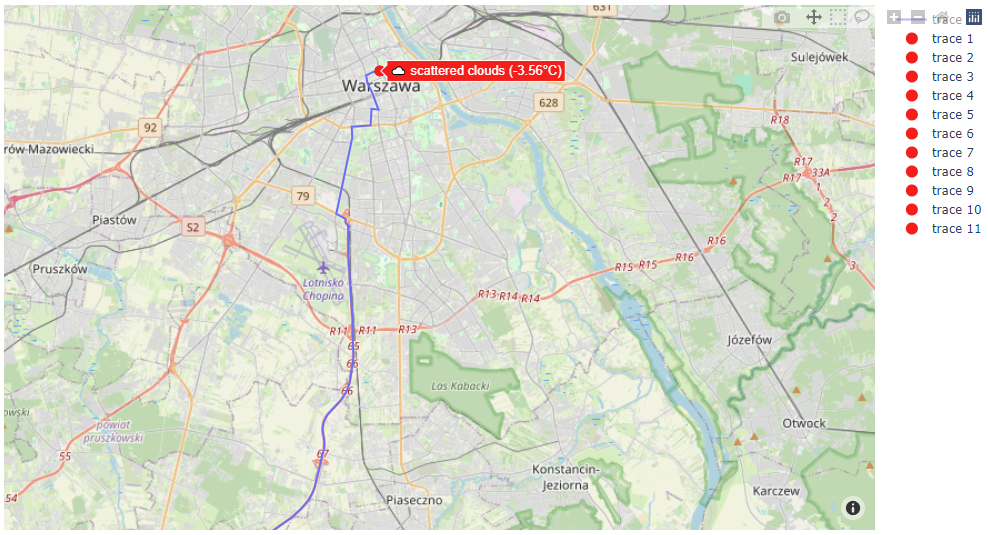 631
trace
Sulejówek
trace 1
scattered clouds (-3.56°C)
trace 2
Warszawa
trace 3
628
trace 4
92
R18
trace 5
trace 6
rów-Mazowiecki
R17
trace 7
R17
33A
trace 8
79
1
2
trace 9
Piastów
2
trace 10
S2
trace 11
R16
Pruszków
R15
R15
R16
3
Lotnisko
Chopina
R13
R14
R14
R11
R11
R13
65
Józefów
66
66
Las Kabacki
owski
powiat
pruszkowski
Otwock
55
67
Konstancin-
Jeziorna
54
Piaseczno
Karczew